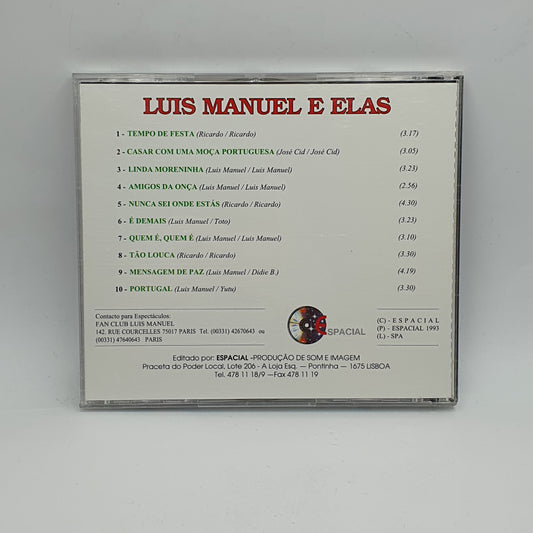 LUIS MANUEL E ELAS
1 - TEMPO DE FESTA (Ricardo / Ricardo) (3.17)
2 - CASAR COM UMA MOÇA PORTUGUESA (José Cid / José Cid) (3.05)
3 - LINDA MORENINHA (Luis Manuel / Luis Manuel) (3.23)
4 - AMIGOS DA ONÇA (Luis Manuel / Luis Manuel) (2.56)
5 - NUNCA SEI ONDE ESTÁS (Ricardo / Ricardo) (4.30)
6 - É DEMAIS (Luis Manuel / Toto) (3.23)
7 - QUEM É, QUEM É (Luis Manuel / Luis Manuel) (3.10)
8 - TÃO LOUCA (Ricardo / Ricardo) (3.30)
9 - MENSAGEM DE PAZ (Luis Manuel / Didie B.) (4.19)
10 - PORTUGAL (Luis Manuel / Yutu) (3.30)
Contacto para Espectáculos:
FAN CLUB LUIS MANUEL
142, RUE COURCELLES 75017 PARIS Tel. (00331) 42670643 ou
(00331) 47640643 PARIS
ESPACIAL
(C) - ESPACIAL
(P) - ESPACIAL 1993
(L) - SPA
Editado por: ESPACIAL -PRODUÇÃO DE SOM E IMAGEM
Praceta do Poder Local, Lote 206 - A Loja Esq. — Pontinha — 1675 LISBOA
Tel. 478 11 18/9 —Fax 478 11 19